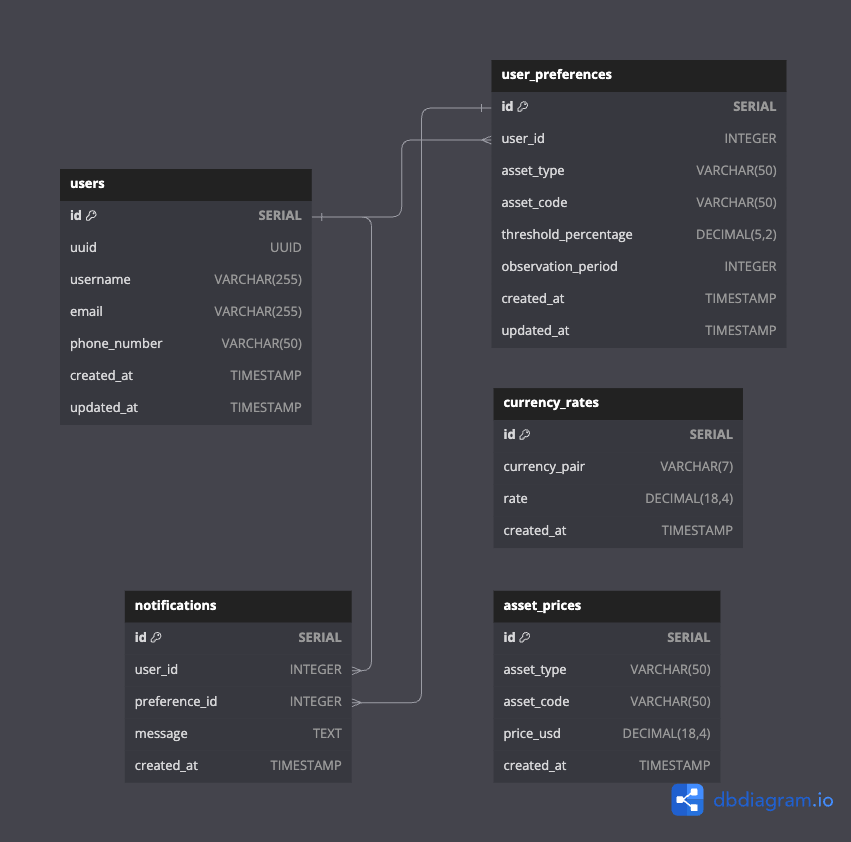 users
id SERIAL
uuid UUID
username VARCHAR(255)
email VARCHAR(255)
phone_number VARCHAR(50)
created_at TIMESTAMP
updated_at TIMESTAMP
user_preferences
id SERIAL
user_id INTEGER
asset_type VARCHAR(50)
asset_code VARCHAR(50)
threshold_percentage DECIMAL(5,2)
observation_period INTEGER
created_at TIMESTAMP
updated_at TIMESTAMP
currency_rates
id SERIAL
currency_pair VARCHAR(7)
rate DECIMAL(18,4)
created_at TIMESTAMP
notifications
id SERIAL
user_id INTEGER
preference_id INTEGER
message TEXT
created_at TIMESTAMP
asset_prices
id SERIAL
asset_type VARCHAR(50)
asset_code VARCHAR(50)
price_usd DECIMAL(18,4)
created_at TIMESTAMP
dbdiagram.io